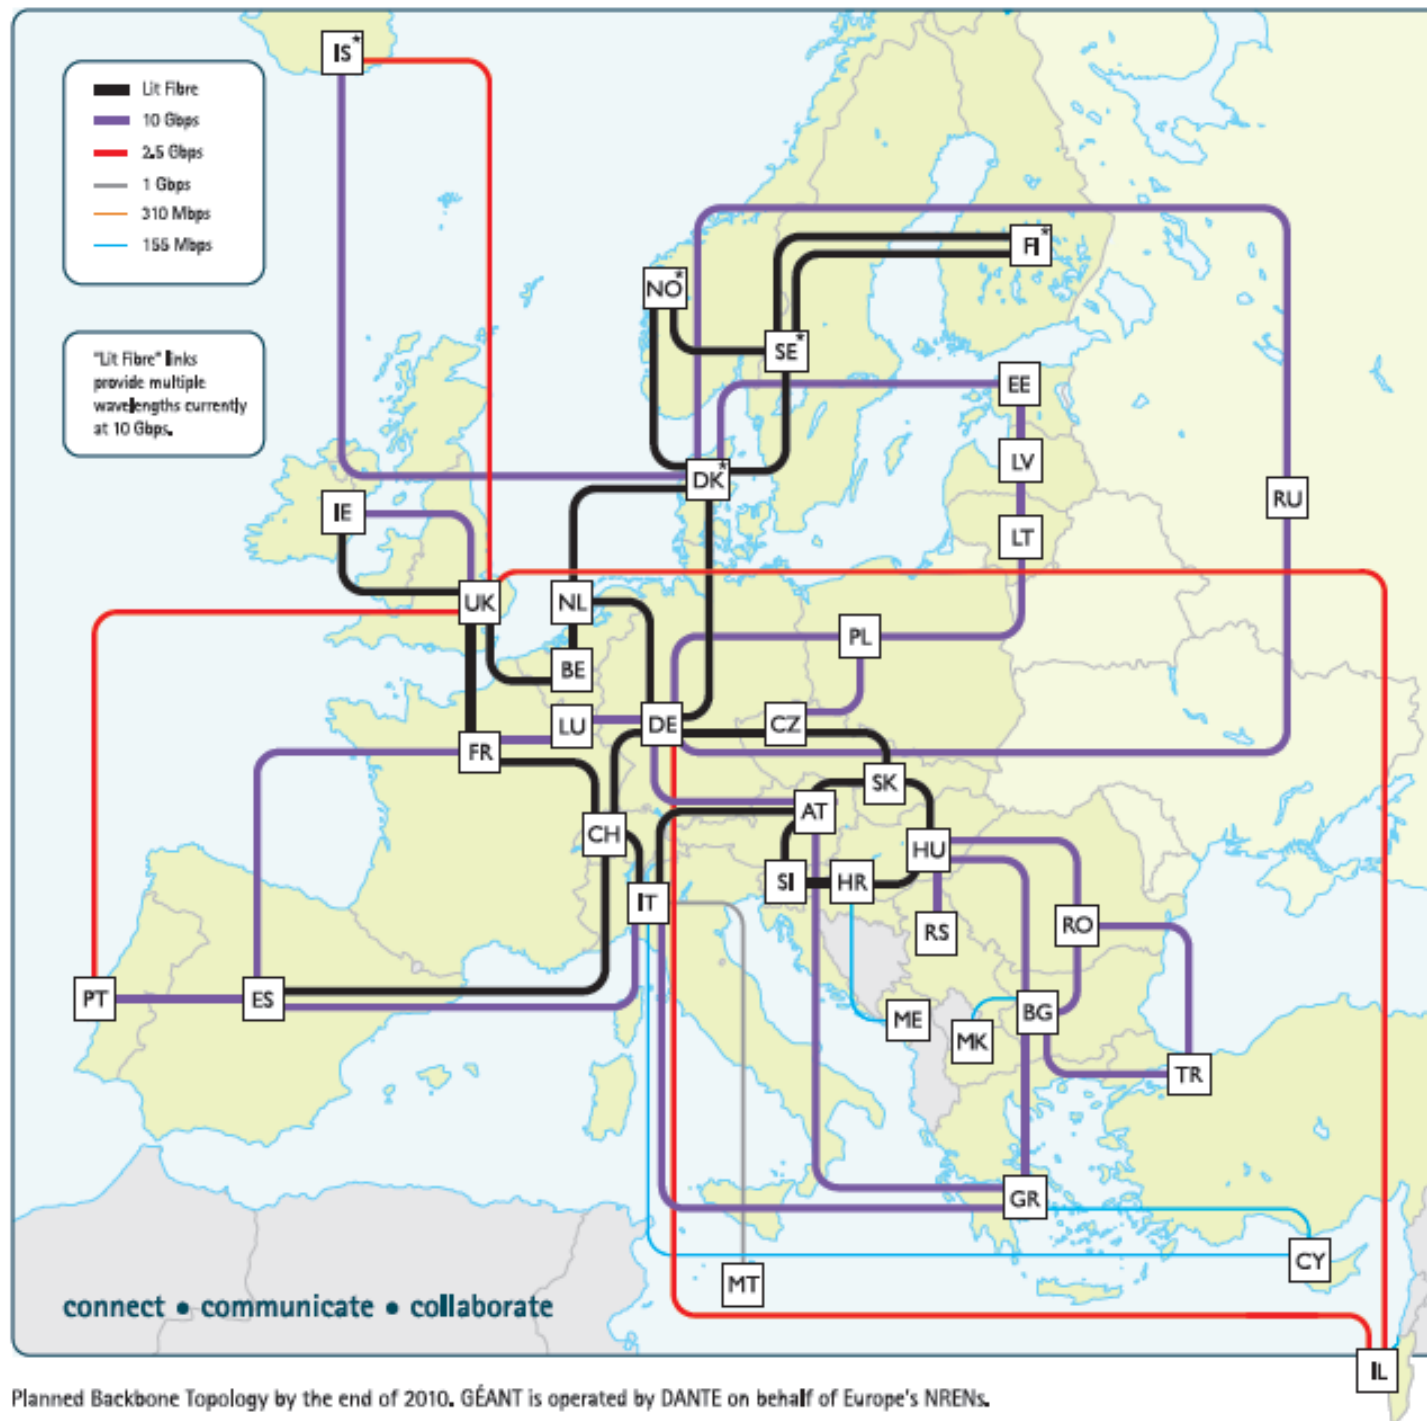 IS*
Lit Fibre
10 Gbps
2.5 Gbps
1 Gbps
310 Mbps
155 Mbps
FI*
NO*
"Lit Fibre" links
provide multiple
wavelengths currently
at 10 Gbps.
SE*
EE
LV
DK*
RU
IE
LT
UK
NL
PL
BE
LU
DE
CZ
FR
SK
AT
CH
HU
SI
HR
IT
RO
RS
PT
ES
BG
ME
MK
TR
GR
CY
MT
connect • communicate • collaborate
IL
Planned Backbone Topology by the end of 2010. GÉANT is operated by DANTE on behalf of Europe's NRENs.